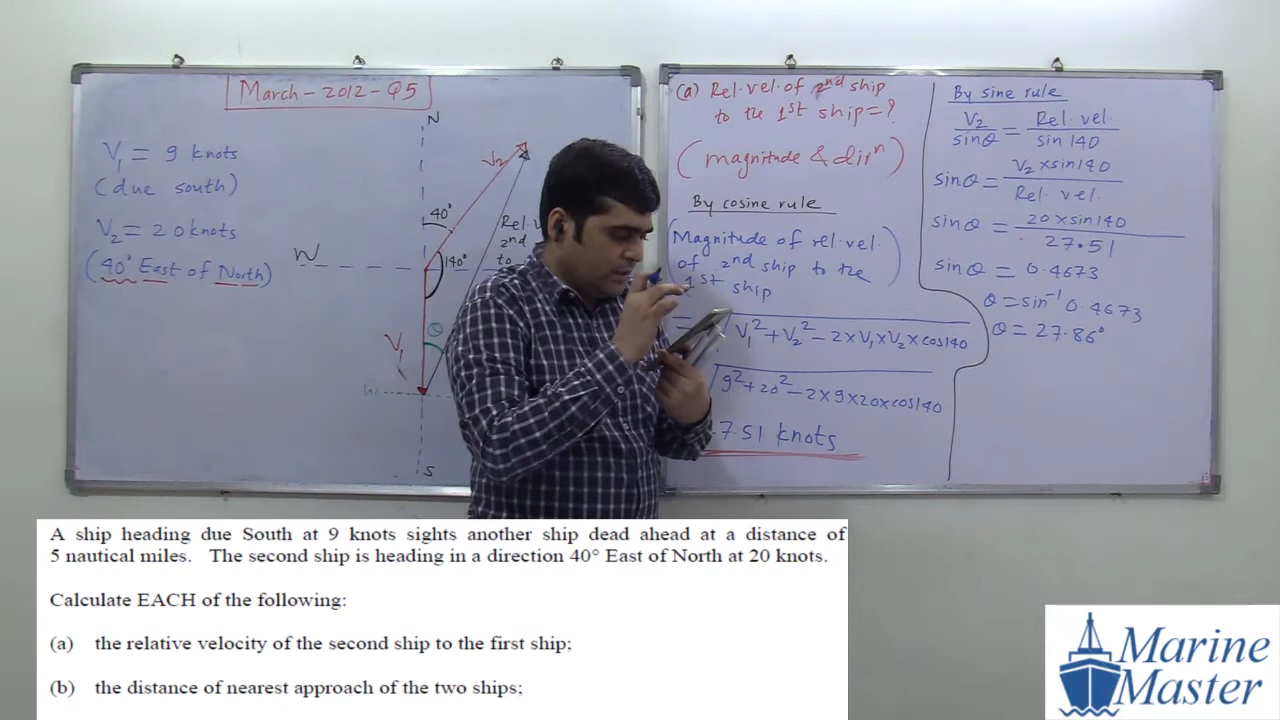 March-2012-Q5
V₁ = 9 knots
(due south)
V₂ = 20knots
(40° East of North)
N
V₂
40°
Rel. v
2nd
to
W
140°
V₁
θ
S
(a) Rel. vel. of 2nd ship
to the 1st ship = ?
(magnitude & dirⁿ)
By cosine rule
(Magnitude of rel. vel.
of 2nd ship to the
1st ship)
= √V₁² + V₂² − 2×V₁×V₂×cos140
√9² + 20² − 2×9×20×cos140
7.51 knots
By sine rule
V₂/sinθ = Rel. vel./sin 140
sinθ = V₂ × sin140/Rel. vel.
sinθ = 20 × sin140/27.51
sinθ = 0.4673
θ = sin⁻¹ 0.4673
θ = 27.86°
A ship heading due South at 9 knots sights another ship dead ahead at a distance of
5 nautical miles. The second ship is heading in a direction 40° East of North at 20 knots.
Calculate EACH of the following:
(a) the relative velocity of the second ship to the first ship;
(b) the distance of nearest approach of the two ships;
Marine
Master